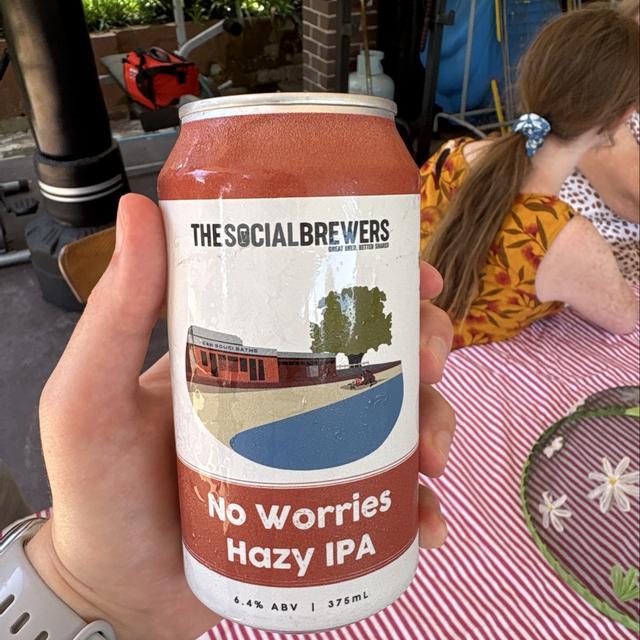 THE SOCIAL BREWERS
GREAT BEER, BETTER SHARED
SAN SOUCI BATHS
No Worries
Hazy IPA
6.4% ABV | 375mL